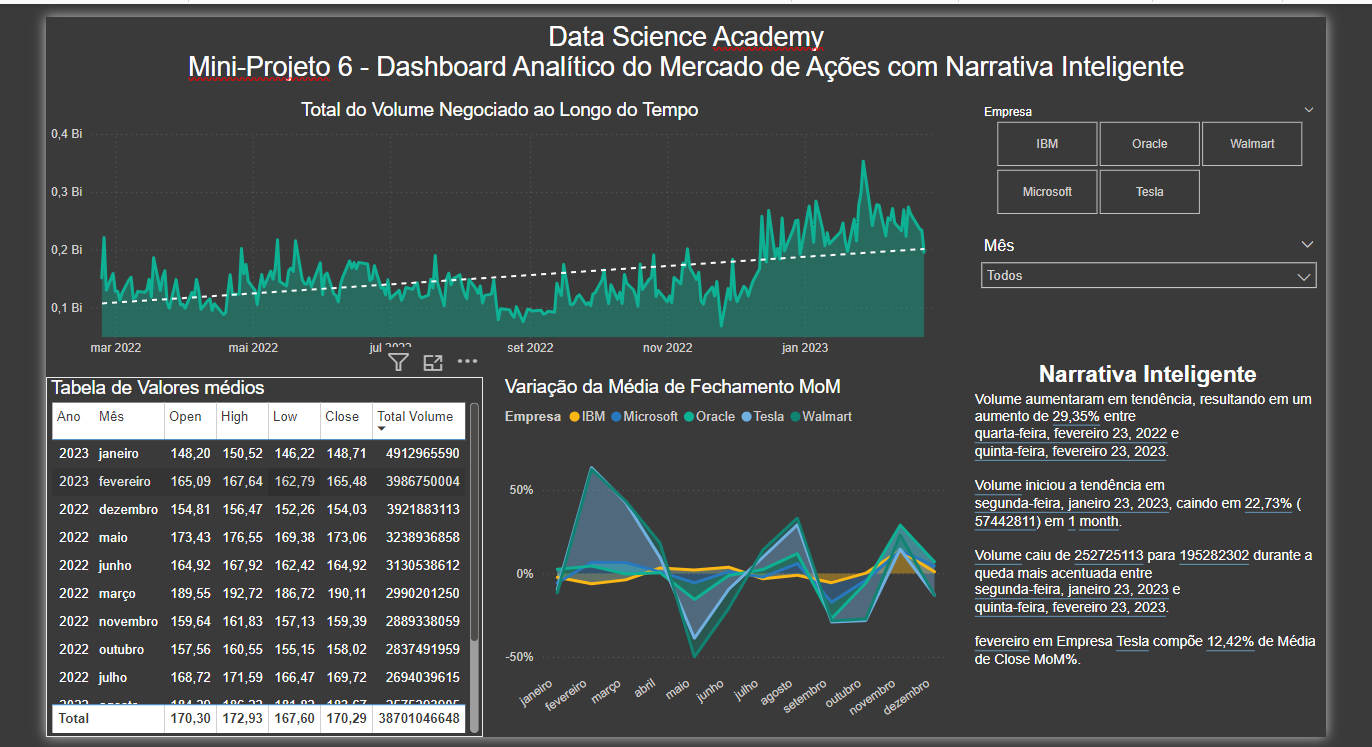 Data Science Academy
Mini-Projeto 6 - Dashboard Analítico do Mercado de Ações com Narrativa Inteligente
Total do Volume Negociado ao Longo do Tempo
0,4 Bi
0,3 Bi
0,2 Bi
0,1 Bi
mar 2022 mai 2022 jul set 2022 nov 2022 jan 2023
Empresa
IBM Oracle Walmart
Microsoft Tesla
Mês
Todos
Tabela de Valores médios
Ano Mês Open High Low Close Total Volume
2023 janeiro 148,20 150,52 146,22 148,71 4912965590
2023 fevereiro 165,09 167,64 162,79 165,48 3986750004
2022 dezembro 154,81 156,47 152,26 154,03 3921883113
2022 maio 173,43 176,55 169,38 173,06 3238936858
2022 junho 164,92 167,92 162,42 164,92 3130538612
2022 março 189,55 192,72 186,72 190,11 2990201250
2022 novembro 159,64 161,83 157,13 159,39 2889338059
2022 outubro 157,56 160,55 155,15 158,02 2837491959
2022 julho 168,72 171,59 166,47 169,72 2694039615
Total 170,30 172,93 167,60 170,29 38701046648
Variação da Média de Fechamento MoM
Empresa IBM Microsoft Oracle Tesla Walmart
50%
0%
-50%
janeiro fevereiro março abril maio junho julho agosto setembro outubro novembro dezembro
Narrativa Inteligente
Volume aumentaram em tendência, resultando em um
aumento de 29,35% entre
quarta-feira, fevereiro 23, 2022 e
quinta-feira, fevereiro 23, 2023.
Volume iniciou a tendência em
segunda-feira, janeiro 23, 2023, caindo em 22,73% (
57442811) em 1 month.
Volume caiu de 252725113 para 195282302 durante a
queda mais acentuada entre
segunda-feira, janeiro 23, 2023 e
quinta-feira, fevereiro 23, 2023.
fevereiro em Empresa Tesla compõe 12,42% de Média
de Close MoM%.